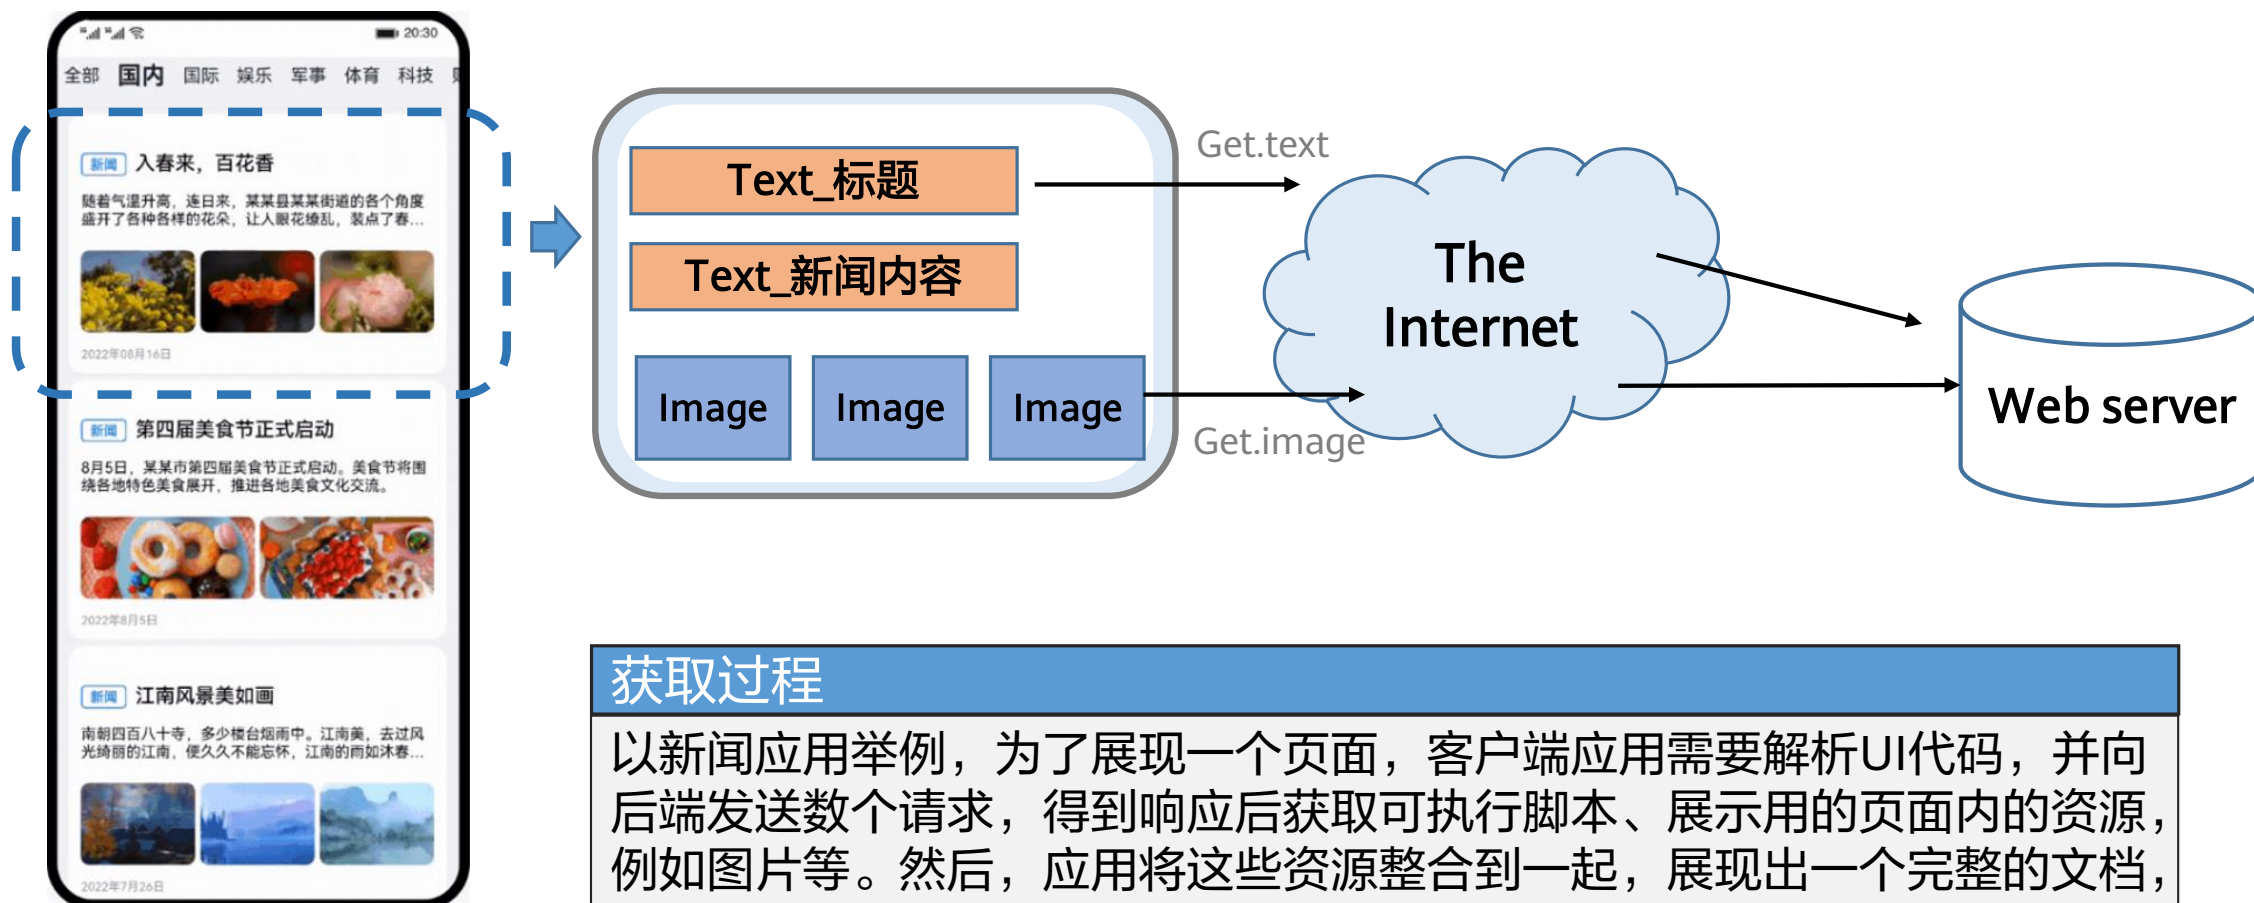 20:30
全部 国内 国际 娱乐 军事 体育 科技
新闻 入春来，百花香
随着气温升高，连日来，某某县某某街道的各个角度
盛开了各种各样的花朵，让人眼花缭乱，装点了春...
2022年08月16日
新闻 第四届美食节正式启动
8月5日，某某市第四届美食节正式启动。美食节将围
绕各地特色美食展开，推进各地美食文化交流。
2022年8月5日
新闻 江南风景美如画
南朝四百八十寺，多少楼台烟雨中。江南美，去过风
光绮丽的江南，便久久不能忘怀，江南的雨如沐春...
2022年7月26日
Text_标题
Text_新闻内容
Image Image Image
Get.text
Get.image
The
Internet
Web server
获取过程
以新闻应用举例，为了展现一个页面，客户端应用需要解析UI代码，并向
后端发送数个请求，得到响应后获取可执行脚本、展示用的页面内的资源，
例如图片等。然后，应用将这些资源整合到一起，展现出一个完整的文档，